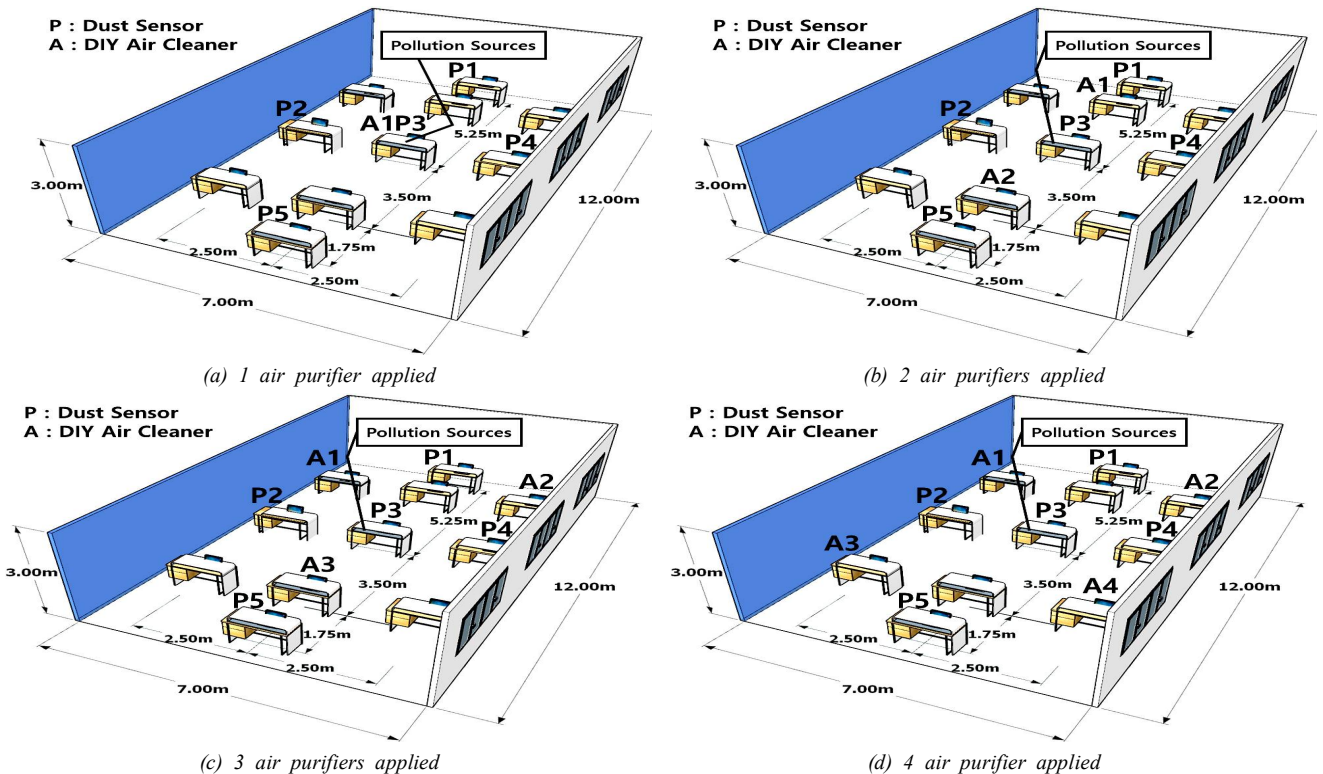 P : Dust Sensor
A : DIY Air Cleaner
Pollution Sources
P1
P2
A1P3
P4
5.25m
3.00m
3.50m
12.00m
P5
1.75m
2.50m
2.50m
7.00m
(a) 1 air purifier applied
P : Dust Sensor
A : DIY Air Cleaner
Pollution Sources
P1
A1
P2
P3
P4
5.25m
3.00m
A2
3.50m
12.00m
P5
1.75m
2.50m
2.50m
7.00m
(b) 2 air purifiers applied
P : Dust Sensor
A : DIY Air Cleaner
Pollution Sources
A1
P1
A2
P2
P3
P4
5.25m
3.00m
A3
3.50m
12.00m
P5
1.75m
2.50m
2.50m
7.00m
(c) 3 air purifiers applied
P : Dust Sensor
A : DIY Air Cleaner
Pollution Sources
A1
P1
A2
P2
P3
P4
5.25m
A3
3.00m
3.50m
A4
12.00m
P5
1.75m
2.50m
2.50m
7.00m
(d) 4 air purifier applied